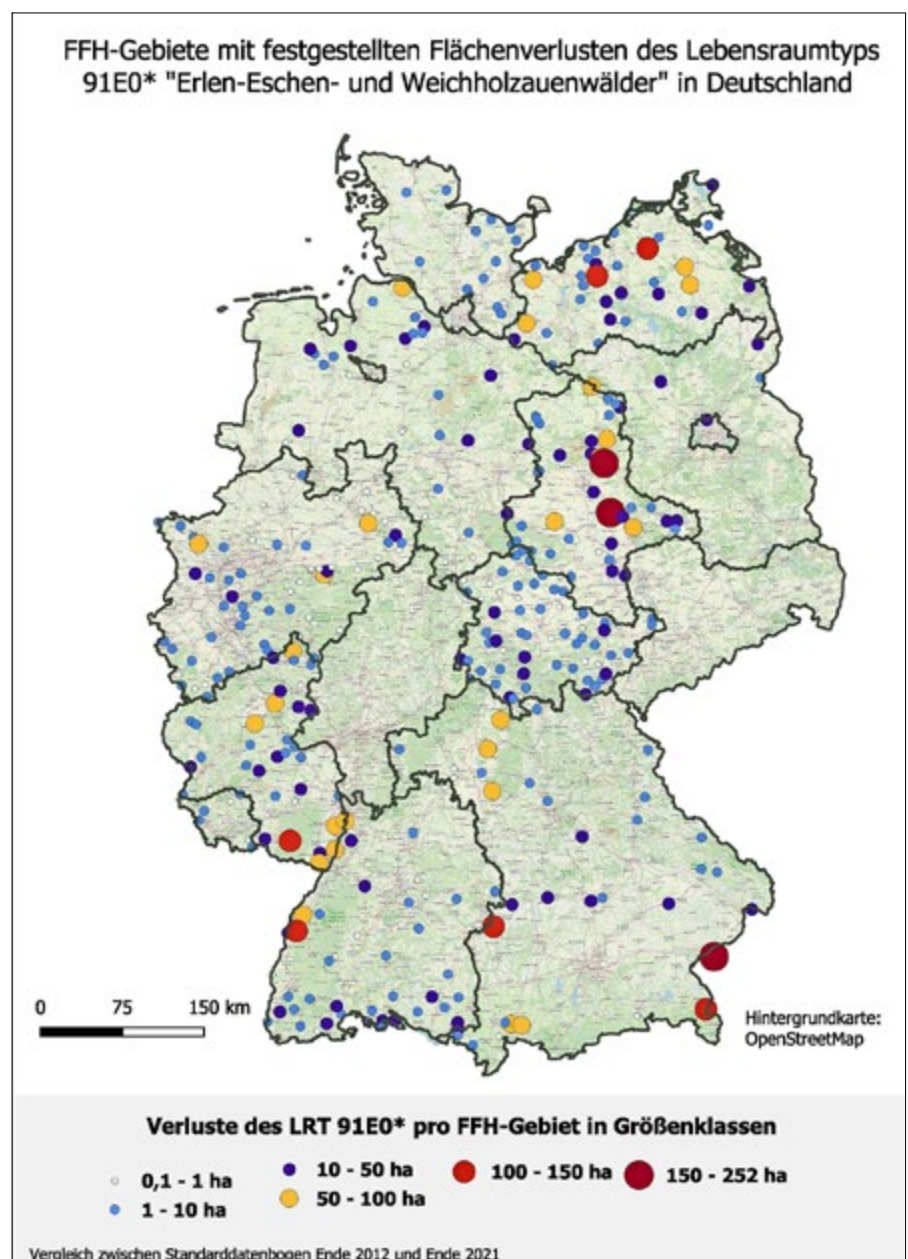 FFH-Gebiete mit festgestellten Flächenverlusten des Lebensraumtyps
91E0* "Erlen-Eschen- und Weichholzauenwälder" in Deutschland
0 75 150 km
Hintergrundkarte:
OpenStreetMap
Verluste des LRT 91E0* pro FFH-Gebiet in Größenklassen
0,1 - 1 ha
1 - 10 ha
10 - 50 ha
50 - 100 ha
100 - 150 ha
150 - 252 ha
Vergleich zwischen Standarddatenbogen Ende 2012 und Ende 2021